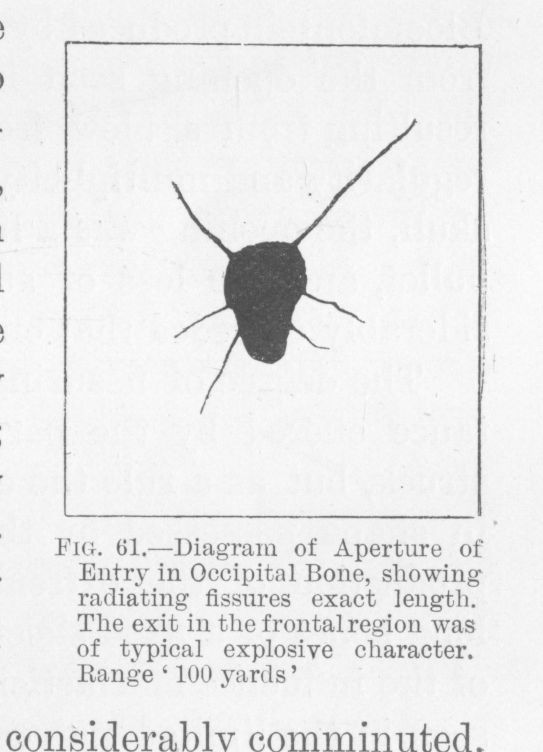 FIG. 61.—Diagram of Aperture of
Entry in Occipital Bone, showing
radiating fissures exact length.
The exit in the frontal region was
of typical explosive character.
Range ‘ 100 yards ’
considerably comminuted.